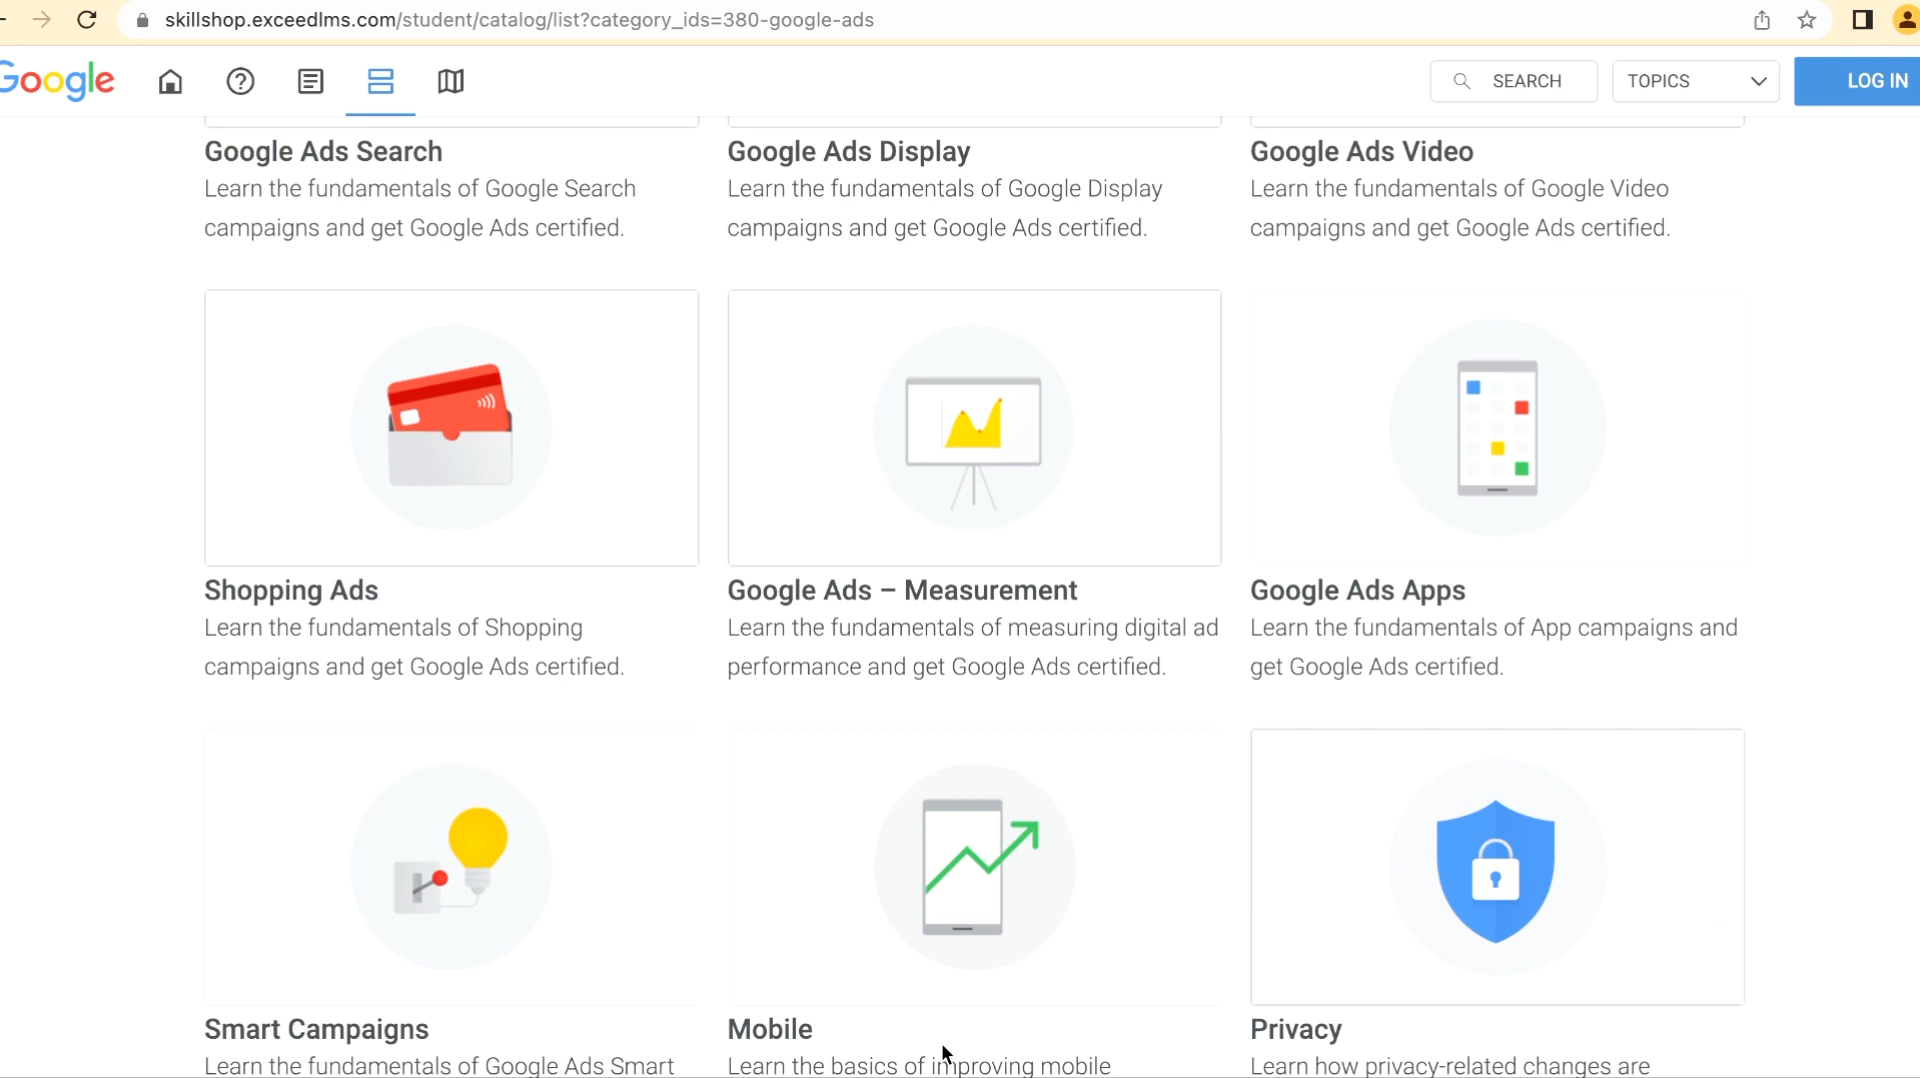 skillshop.exceedlms.com/student/catalog/list?category_ids=380-google-ads
Google
SEARCH
TOPICS
LOG IN
Google Ads Search
Learn the fundamentals of Google Search
campaigns and get Google Ads certified.
Google Ads Display
Learn the fundamentals of Google Display
campaigns and get Google Ads certified.
Google Ads Video
Learn the fundamentals of Google Video
campaigns and get Google Ads certified.
Shopping Ads
Learn the fundamentals of Shopping
campaigns and get Google Ads certified.
Google Ads – Measurement
Learn the fundamentals of measuring digital ad
performance and get Google Ads certified.
Google Ads Apps
Learn the fundamentals of App campaigns and
get Google Ads certified.
Smart Campaigns
Learn the fundamentals of Google Ads Smart
Mobile
Learn the basics of improving mobile
Privacy
Learn how privacy-related changes are